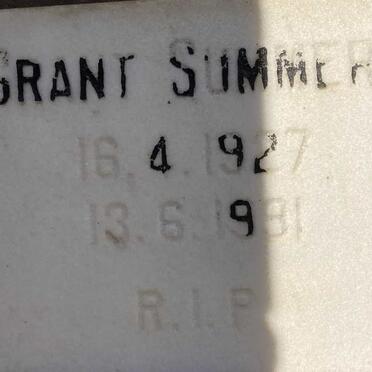 GRANT SUMMER
16.4.1927
13.6.1981
R.I.P